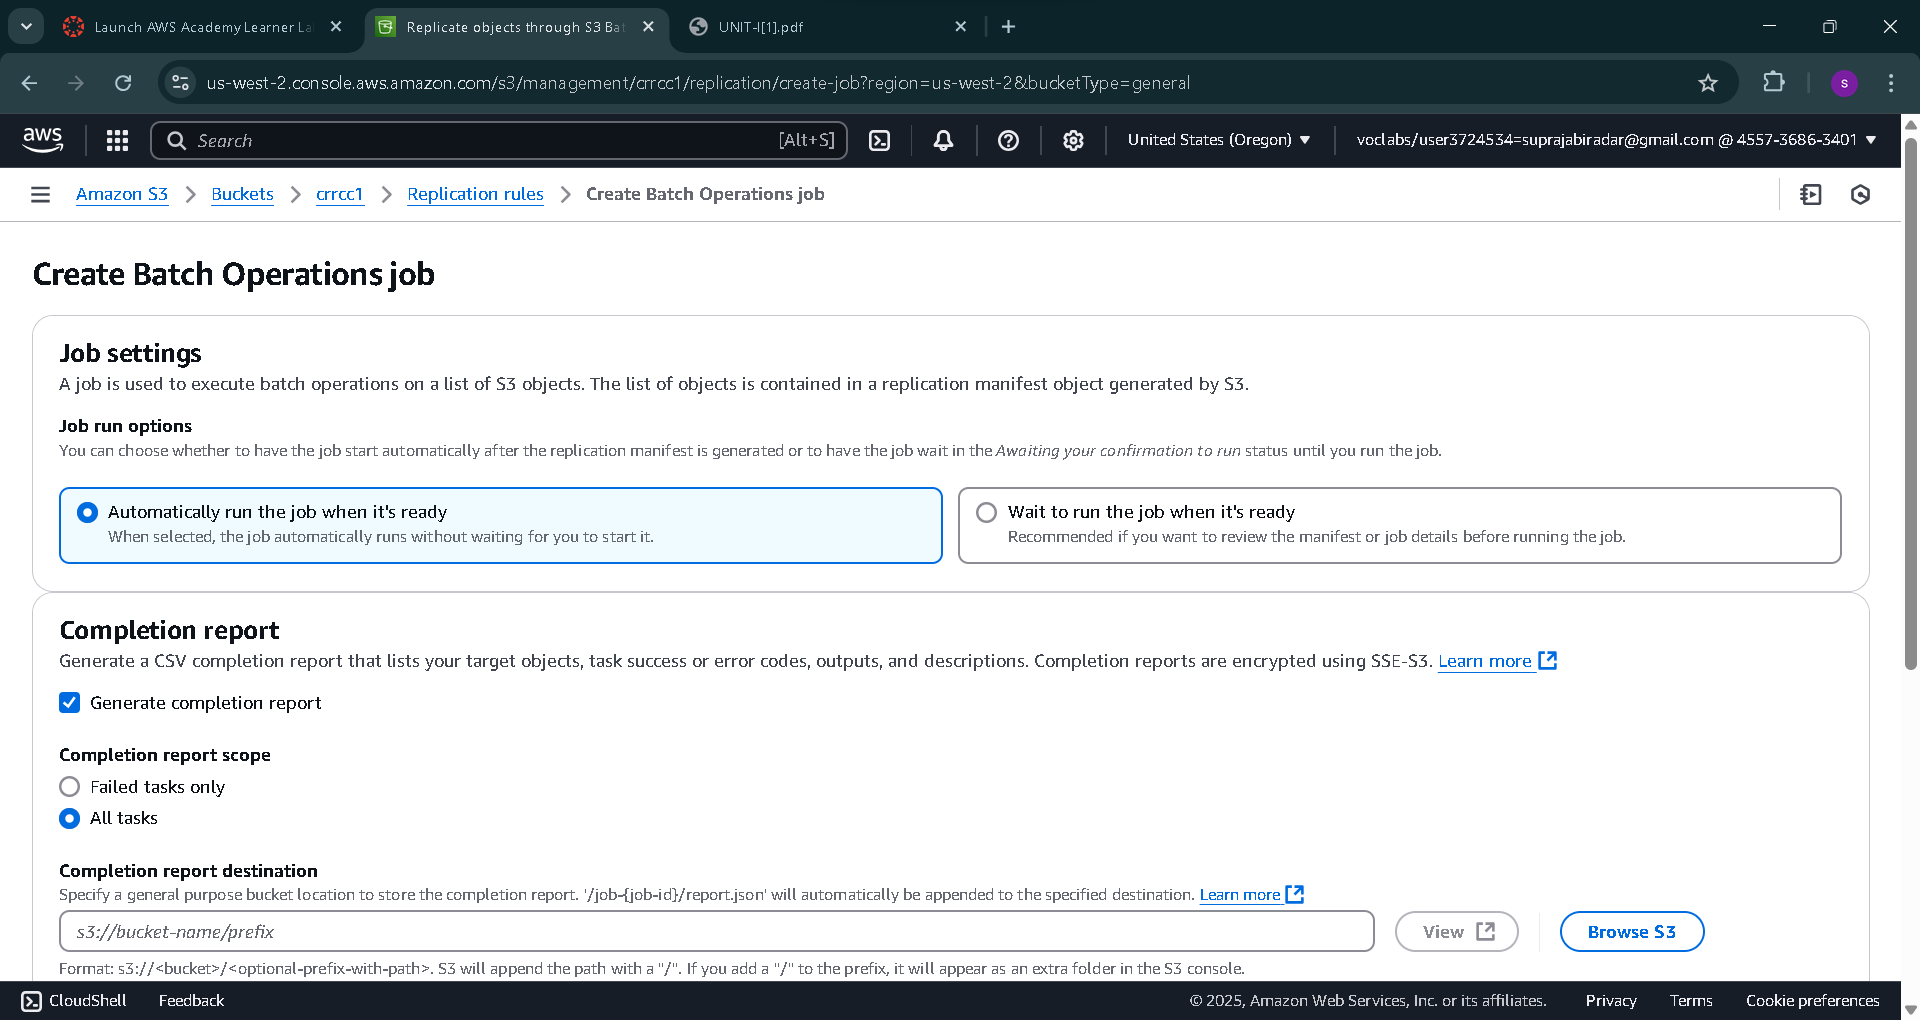 Launch AWS Academy Learner La
Replicate objects through S3 Bat
UNIT-I[1].pdf
us-west-2.console.aws.amazon.com/s3/management/crrcc1/replication/create-job?region=us-west-2&bucketType=general
s
aws
Search
[Alt+S]
United States (Oregon)
voclabs/user3724534=suprajabiradar@gmail.com @ 4557-3686-3401
Amazon S3
Buckets
crrcc1
Replication rules
Create Batch Operations job
Create Batch Operations job
Job settings
A job is used to execute batch operations on a list of S3 objects. The list of objects is contained in a replication manifest object generated by S3.
Job run options
You can choose whether to have the job start automatically after the replication manifest is generated or to have the job wait in the Awaiting your confirmation to run status until you run the job.
Automatically run the job when it's ready
When selected, the job automatically runs without waiting for you to start it.
Wait to run the job when it's ready
Recommended if you want to review the manifest or job details before running the job.
Completion report
Generate a CSV completion report that lists your target objects, task success or error codes, outputs, and descriptions. Completion reports are encrypted using SSE-S3. Learn more
Generate completion report
Completion report scope
Failed tasks only
All tasks
Completion report destination
Specify a general purpose bucket location to store the completion report. '/job-{job-id}/report.json' will automatically be appended to the specified destination. Learn more
s3://bucket-name/prefix
View
Browse S3
Format: s3://<bucket>/<optional-prefix-with-path>. S3 will append the path with a "/". If you add a "/" to the prefix, it will appear as an extra folder in the S3 console.
CloudShell
Feedback
© 2025, Amazon Web Services, Inc. or its affiliates.
Privacy
Terms
Cookie preferences